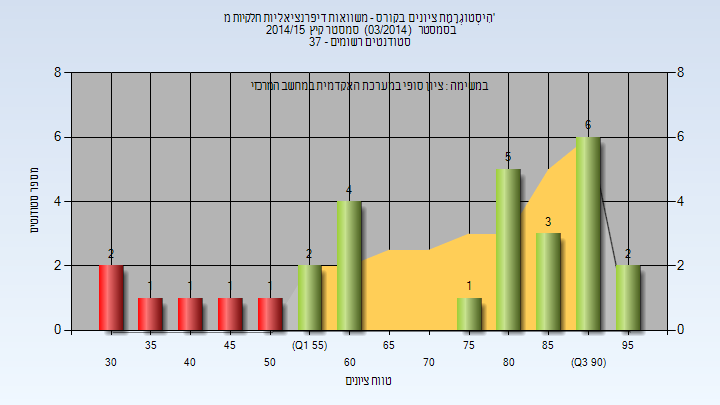 היסטוגרמת ציונים בקורס - משוואות דיפרנציאליות חלקיות מ'
בסמסטר (03/2014) סמסטר קיץ 2014/15
סטודנטים רשומים - 37
במשימה : ציון סופי במערכת האקדמית במחשב המרכזי
מספר סטודנטים
8 8
6 6
4 4
2 2
0 0
2 1 1 1 1 2 4 1 5 3 6 2
35 45 (Q1 55) 65 75 85 95
30 40 50 60 70 80 (Q3 90)
טווח ציונים